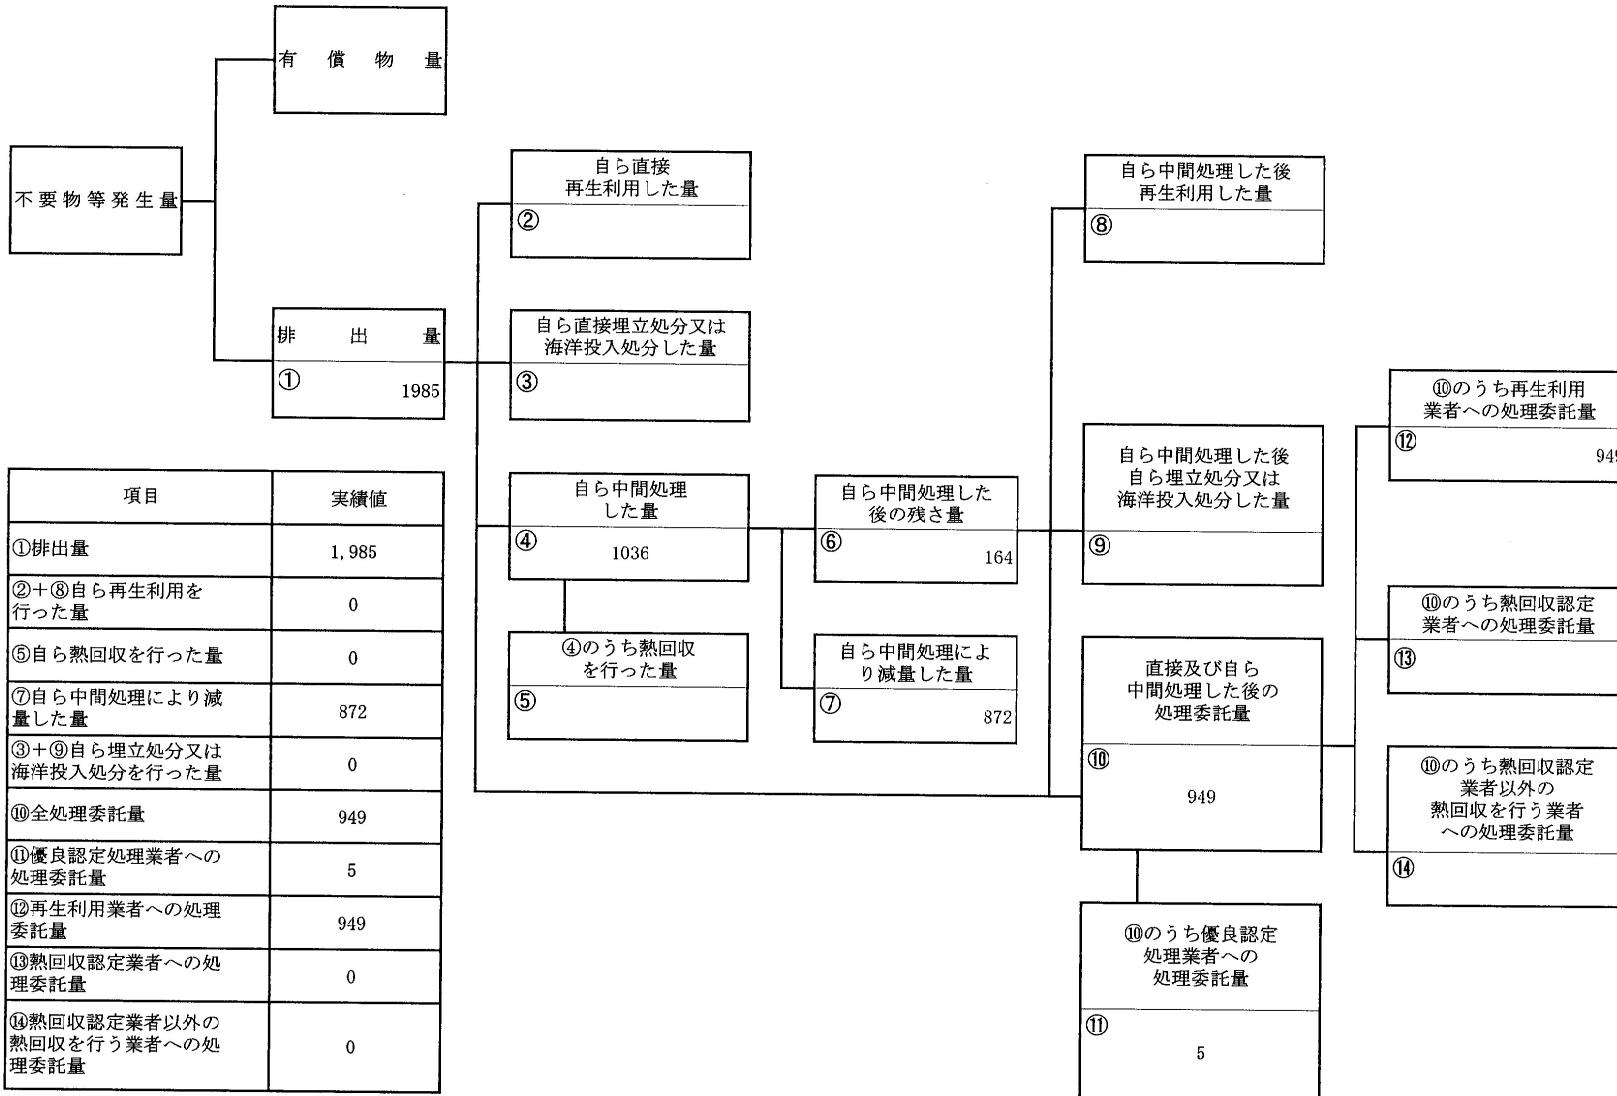 有償物量
不要物等発生量
排出量
①
1985
自ら直接
再生利用した量
②
自ら直接埋立処分又は
海洋投入処分した量
③
自ら中間処理
した量
④
1036
④のうち熱回収
を行った量
⑤
自ら中間処理した
後の残さ量
⑥
164
自ら中間処理によ
り減量した量
⑦
872
自ら中間処理した後
再生利用した量
⑧
自ら中間処理した後
自ら埋立処分又は
海洋投入処分した量
⑨
直接及び自ら
中間処理した後の
処理委託量
⑩
949
⑩のうち優良認定
処理業者への
処理委託量
⑪
5
⑩のうち再生利用
業者への処理委託量
⑫
949
⑩のうち熱回収認定
業者への処理委託量
⑬
⑩のうち熱回収認定
業者以外の
熱回収を行う業者
への処理委託量
⑭
項目 実績値
①排出量 1,985
②+⑧自ら再生利用を
行った量 0
⑤自ら熱回収を行った量 0
⑦自ら中間処理により減
量した量 872
③+⑨自ら埋立処分又は
海洋投入処分を行った量 0
⑩全処理委託量 949
⑪優良認定処理業者への
処理委託量 5
⑫再生利用業者への処理
委託量 949
⑬熱回収認定業者への処
理委託量 0
⑭熱回収認定業者以外の
熱回収を行う業者への処
理委託量 0